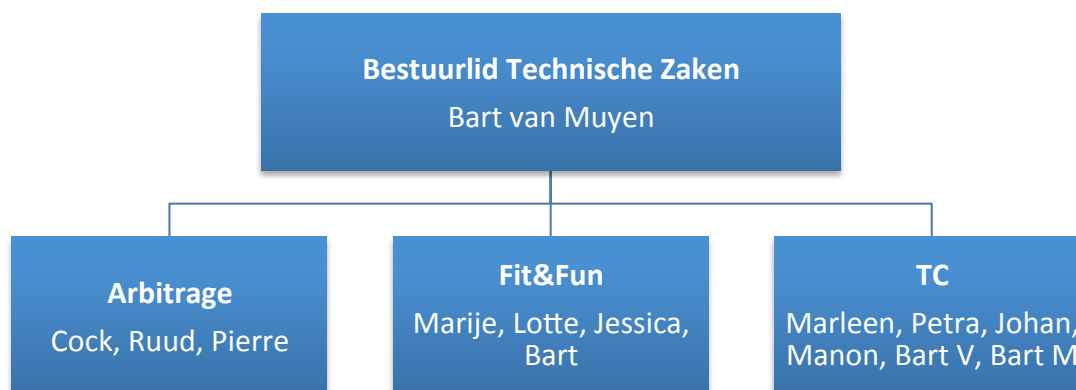 Bestuurlid Technische Zaken
Bart van Muyen
Arbitrage
Cock, Ruud, Pierre
Fit&Fun
Marije, Lotte, Jessica,
Bart
TC
Marleen, Petra, Johan,
Manon, Bart V, Bart M